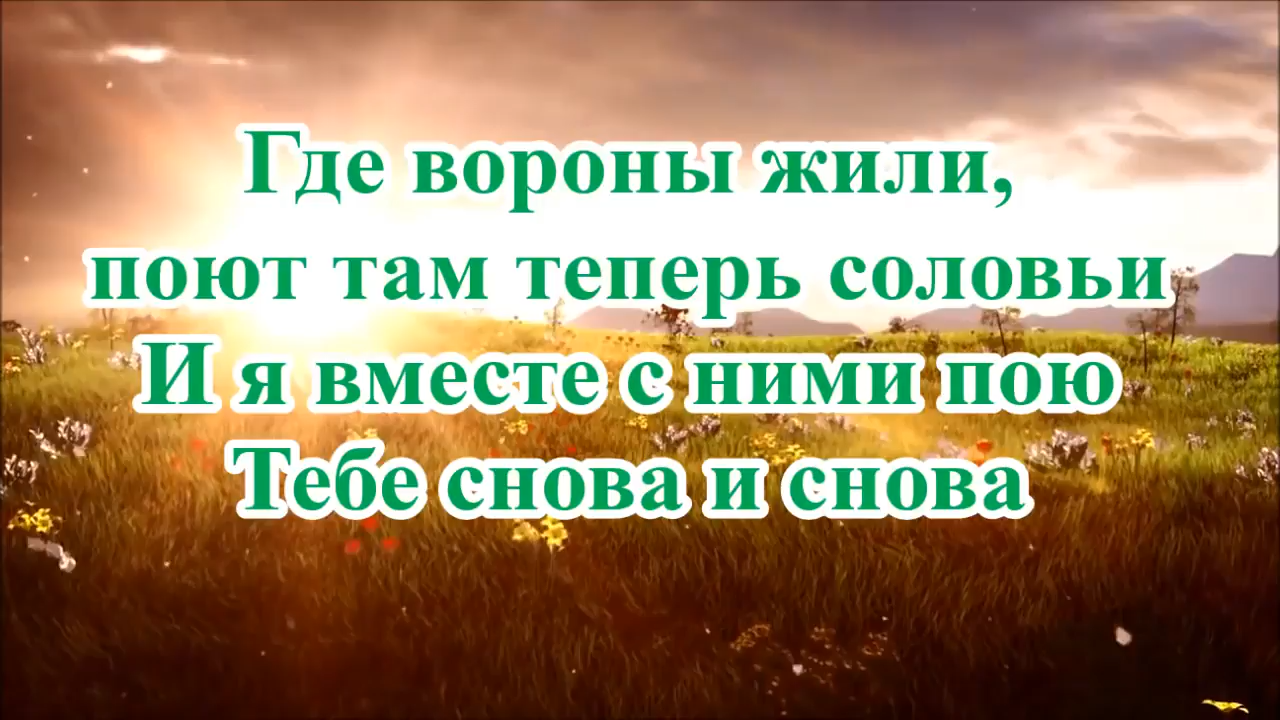 Где вороны жили,
поют там теперь соловьи
И я вместе с ними пою
Тебе снова и снова